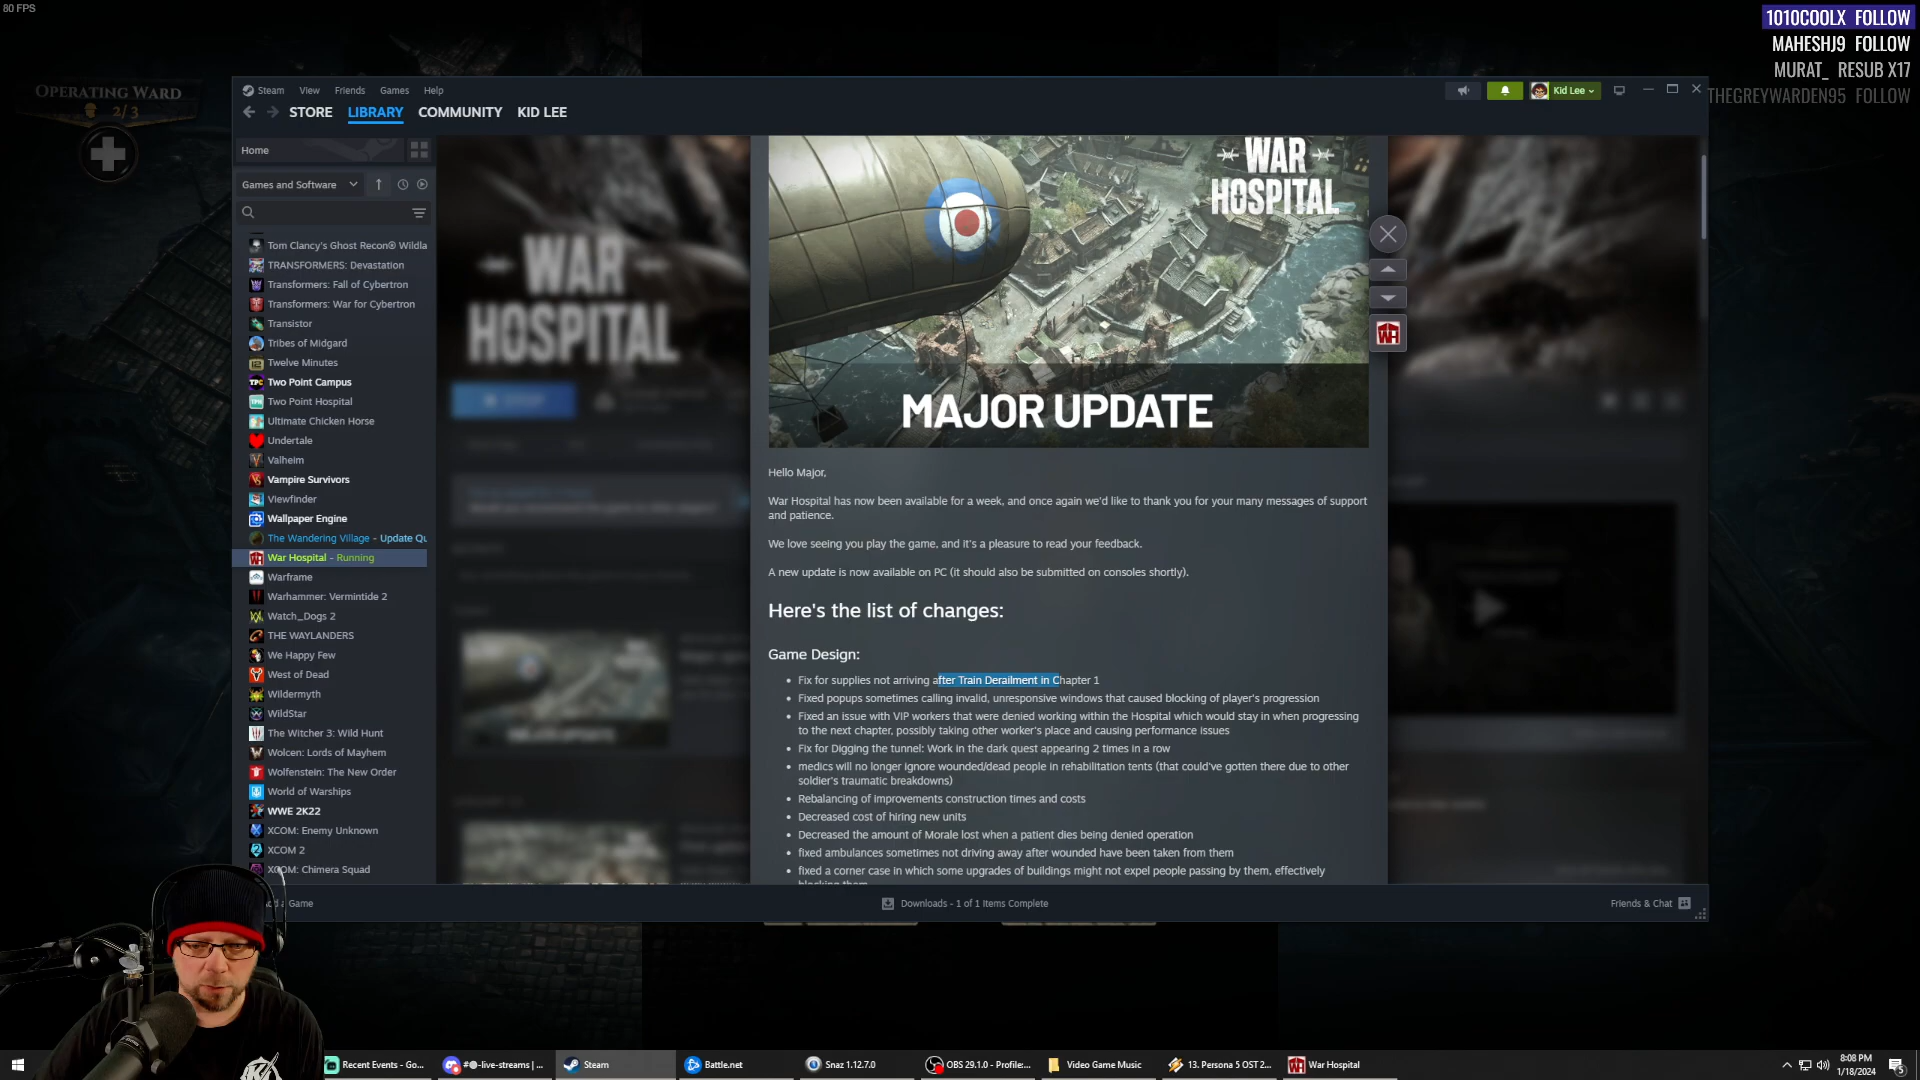 80 FPS
1010COOLX FOLLOW
MAHESHJ9 FOLLOW
MURAT_ RESUB X17
THEGREYWARDEN95 FOLLOW
OPERATING WARD
2/3
Steam View Friends Games Help
Kid Lee
STORE LIBRARY COMMUNITY KID LEE
Home
Games and Software
Tom Clancy's Ghost Recon® Wildla
TRANSFORMERS: Devastation
Transformers: Fall of Cybertron
Transformers: War for Cybertron
Transistor
Tribes of Midgard
Twelve Minutes
Two Point Campus
Two Point Hospital
Ultimate Chicken Horse
Undertale
Valheim
Vampire Survivors
Viewfinder
Wallpaper Engine
The Wandering Village - Update Qu
War Hospital - Running
Warframe
Warhammer: Vermintide 2
Watch_Dogs 2
THE WAYLANDERS
We Happy Few
West of Dead
Wildermyth
WildStar
The Witcher 3: Wild Hunt
Wolcen: Lords of Mayhem
Wolfenstein: The New Order
World of Warships
WWE 2K22
XCOM: Enemy Unknown
XCOM 2
XCOM: Chimera Squad
WAR
HOSPITAL
WAR
HOSPITAL
MAJOR UPDATE
Hello Major,
War Hospital has now been available for a week, and once again we'd like to thank you for your many messages of support
and patience.
We love seeing you play the game, and it's a pleasure to read your feedback.
A new update is now available on PC (it should also be submitted on consoles shortly).
Here's the list of changes:
Game Design:
• Fix for supplies not arriving after Train Derailment in Chapter 1
• Fixed popups sometimes calling invalid, unresponsive windows that caused blocking of player's progression
• Fixed an issue with VIP workers that were denied working within the Hospital which would stay in when progressing
to the next chapter, possibly taking other worker's place and causing performance issues
• Fix for Digging the tunnel: Work in the dark quest appearing 2 times in a row
• medics will no longer ignore wounded/dead people in rehabilitation tents (that could've gotten there due to other
soldier's traumatic breakdowns)
• Rebalancing of improvements construction times and costs
• Decreased cost of hiring new units
• Decreased the amount of Morale lost when a patient dies being denied operation
• fixed ambulances sometimes not driving away after wounded have been taken from them
• fixed a corner case in which some upgrades of buildings might not expel people passing by them, effectively
a Game
Downloads - 1 of 1 Items Complete
Friends & Chat
Recent Events - Go...
-live-streams | ...
Steam
Battle.net
Snaz 1.12.7.0
OBS 29.1.0 - Profile:...
Video Game Music
13. Persona 5 OST 2...
War Hospital
8:08 PM
1/18/2024